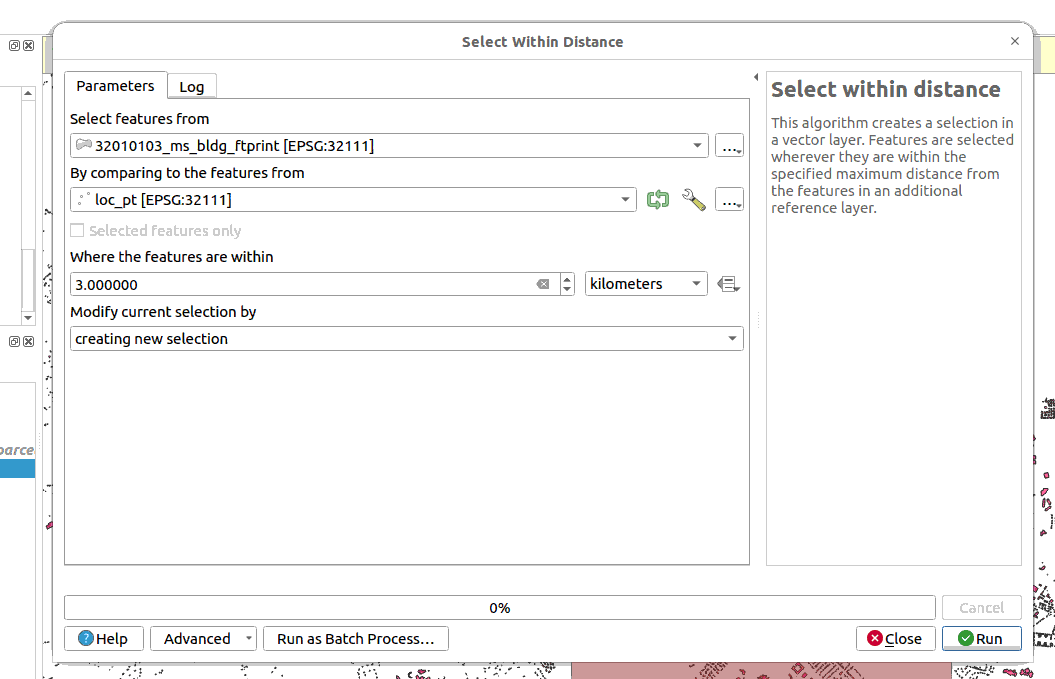 Select Within Distance
Parameters
Log
Select features from
32010103_ms_bldg_ftprint [EPSG:32111]
...
By comparing to the features from
loc_pt [EPSG:32111]
...
Selected features only
Where the features are within
3.000000
kilometers
Modify current selection by
creating new selection
Select within distance
This algorithm creates a selection in
a vector layer. Features are selected
wherever they are within the
specified maximum distance from
the features in an additional
reference layer.
0%
Cancel
Help
Advanced
Run as Batch Process...
Close
Run